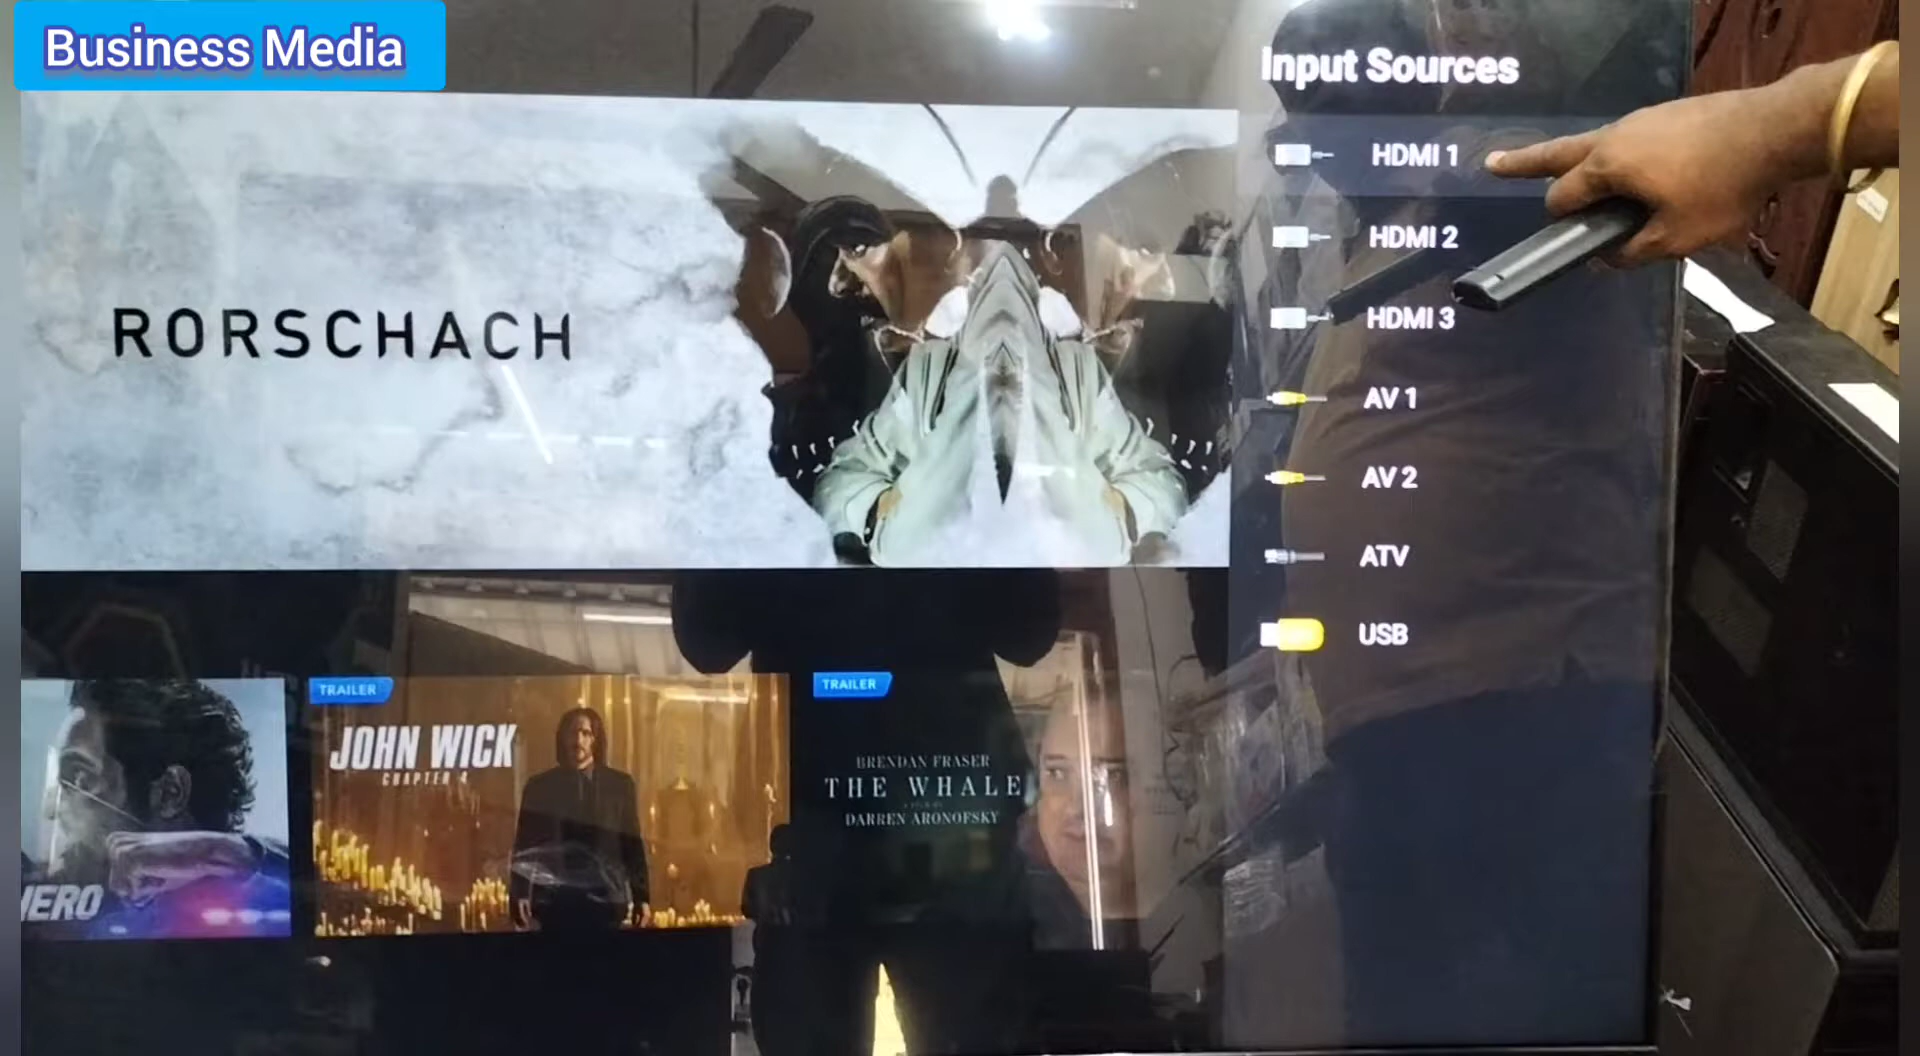 Business Media
Input Sources
HDMI 1
HDMI 2
HDMI 3
AV 1
AV 2
ATV
USB
RORSCHACH
TRAILER
JOHN WICK
CHAPTER 4
TRAILER
BRENDAN FRASER
THE WHALE
DARREN ARONOFSKY